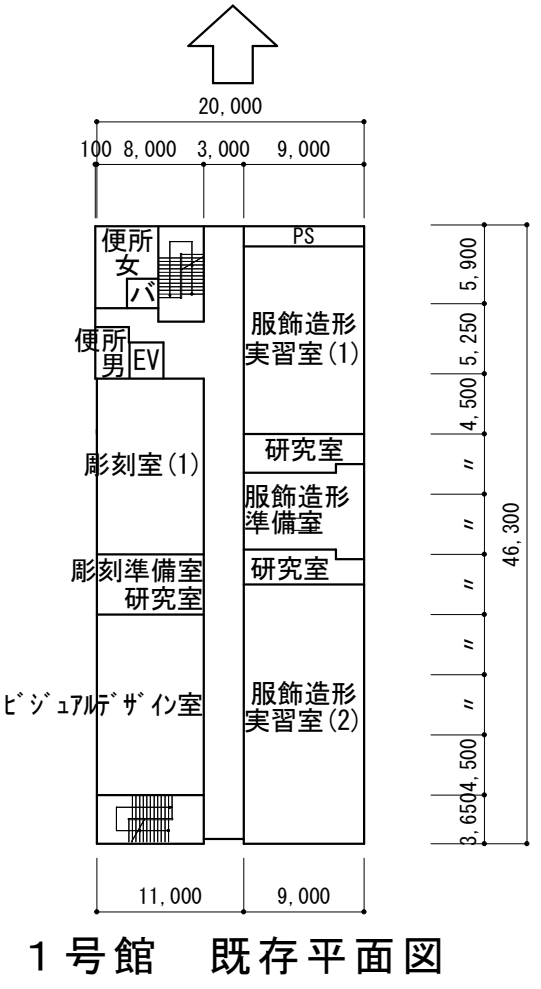 20,000
100 8,000 3,000 9,000
便所
女
PS
バ
5,900
服飾造形
実習室(1)
5,250
便所
男
EV
4,500
研究室
彫刻室(1)
〃
服飾造形
準備室
〃
46,300
彫刻準備室
研究室
研究室
〃
〃
ビジュアルデザイン室
服飾造形
実習室(2)
〃
4,500
3,650
11,000 9,000
1号館 既存平面図